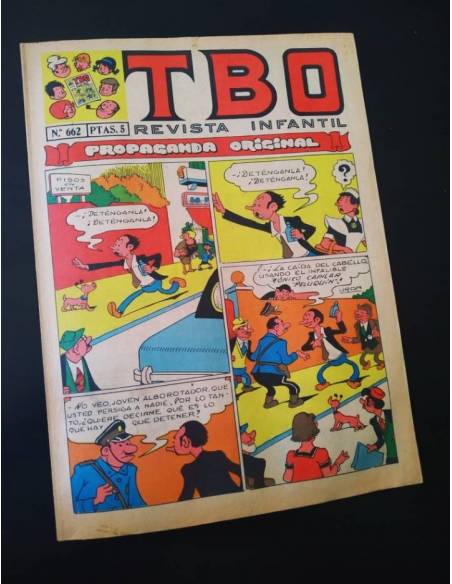 TBO
Nº 662
PTAS. 5
REVISTA INFANTIL
PROPAGANDA ORIGINAL
PISOS
EN
VENTA
-¡DETÉNGANLA!
¡DETÉNGANLA!
-¡DETÉNGANLA!
¡DETÉNGANLA!
?
-NO VEO, JOVEN ALBOROTADOR, QUE
USTED PERSIGA A NADIE. POR LO TAN-
TO, ¿QUIERE DECIRME QUÉ ES LO
QUE HAY QUE DETENER?
-¡LA CAÍDA DEL CABELLO,
USANDO EL INFALIBLE
TÓNICO CAPILAR
"PELUQUÍN"!